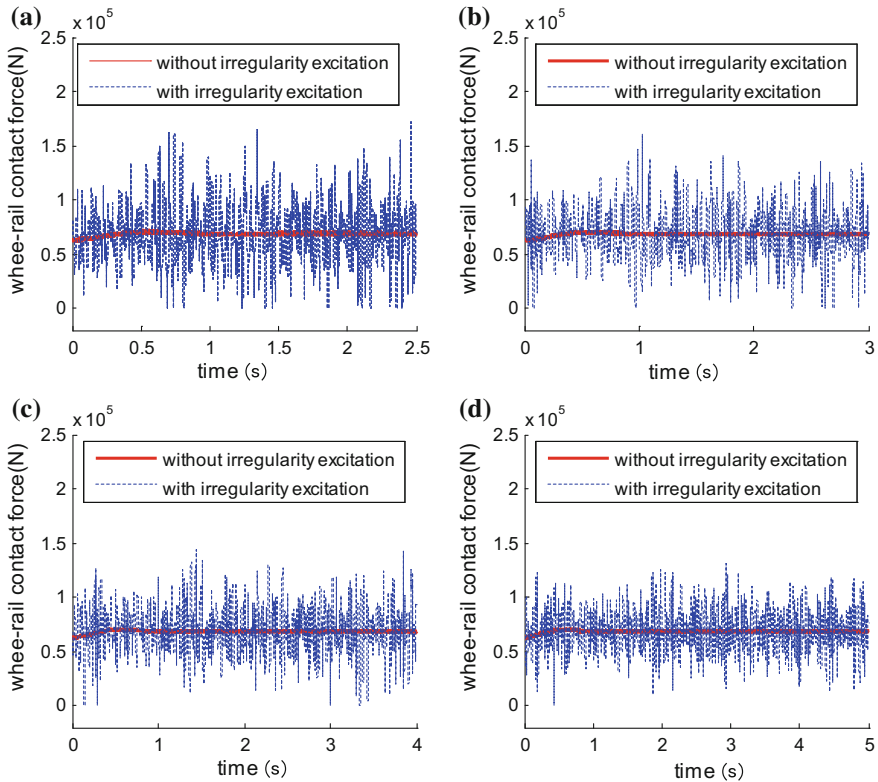 (a)
×10^5
2.5
2
1.5
1
0.5
0
whee-rail contact force(N)
without irregularity excitation
with irregularity excitation
0 0.5 1 1.5 2 2.5
time (s)
(b)
×10^5
2.5
2
1.5
1
0.5
0
whee-rail contact force(N)
without irregularity excitation
with irregularity excitation
0 1 2 3
time (s)
(c)
×10^5
2.5
2
1.5
1
0.5
0
whee-rail contact force(N)
without irregularity excitation
with irregularity excitation
0 1 2 3 4
time (s)
(d)
×10^5
2.5
2
1.5
1
0.5
0
whee-rail contact force(N)
without irregularity excitation
with irregularity excitation
0 1 2 3 4 5
time (s)